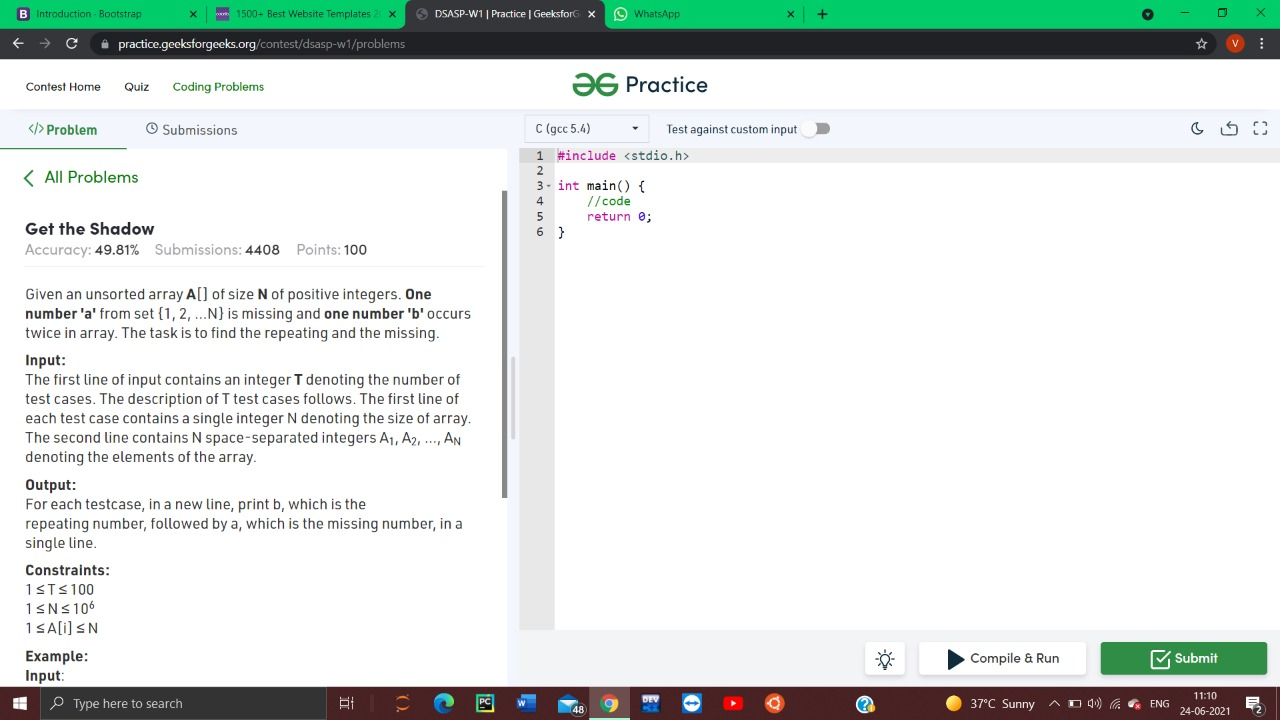 Introduction · Bootstrap
1500+ Best Website Templates 2
DSASP-W1 | Practice | GeeksforG
WhatsApp
practice.geeksforgeeks.org/contest/dsasp-w1/problems
V
Contest Home Quiz Coding Problems
Practice
</> Problem Submissions
C (gcc 5.4) Test against custom input
All Problems
Get the Shadow
Accuracy: 49.81% Submissions: 4408 Points: 100
Given an unsorted array A[] of size N of positive integers. One
number 'a' from set {1, 2, ...N} is missing and one number 'b' occurs
twice in array. The task is to find the repeating and the missing.
Input:
The first line of input contains an integer T denoting the number of
test cases. The description of T test cases follows. The first line of
each test case contains a single integer N denoting the size of array.
The second line contains N space-separated integers A1, A2, ..., AN
denoting the elements of the array.
Output:
For each testcase, in a new line, print b, which is the
repeating number, followed by a, which is the missing number, in a
single line.
Constraints:
1 ≤ T ≤ 100
1 ≤ N ≤ 10⁶
1 ≤ A[i] ≤ N
Example:
Input:
1 #include <stdio.h>
2
3 int main() {
4 //code
5 return 0;
6 }
Compile & Run
Submit
Type here to search
PC
W
48
DEV
37°C Sunny
ENG
11:10
24-06-2021
2